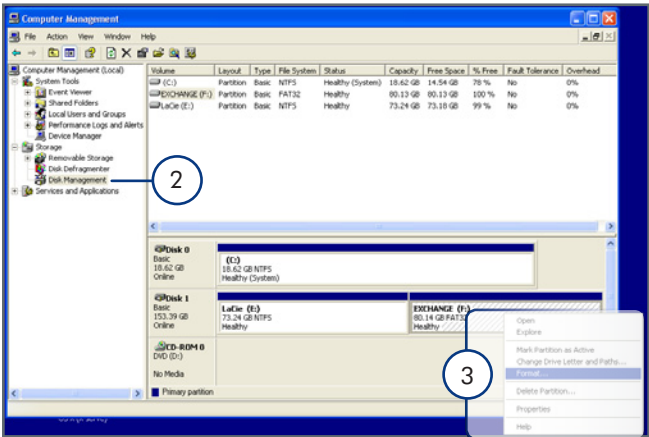 Computer Management
File Action View Window Help
Computer Management (Local)
System Tools
Event Viewer
Shared Folders
Local Users and Groups
Performance Logs and Alerts
Device Manager
Storage
Removable Storage
Disk Defragmenter
Disk Management
Services and Applications
2
Volume Layout Type File System Status Capacity Free Space % Free Fault Tolerance Overhead
(C:) Partition Basic NTFS Healthy (System) 18.62 GB 14.54 GB 78 % No 0%
EXCHANGE (F:) Partition Basic FAT32 Healthy 80.13 GB 80.13 GB 100 % No 0%
LaCie (E:) Partition Basic NTFS Healthy 73.24 GB 73.18 GB 99 % No 0%
Disk 0
Basic
18.62 GB
Online
(C:)
18.62 GB NTFS
Healthy (System)
Disk 1
Basic
153.39 GB
Online
LaCie (E:)
73.24 GB NTFS
Healthy
EXCHANGE (F:)
80.14 GB FAT32
Healthy
CD-ROM 0
DVD (D:)
No Media
Primary partition
3
Open
Explore
Mark Partition as Active
Change Drive Letter and Paths...
Format...
Delete Partition...
Properties
Help